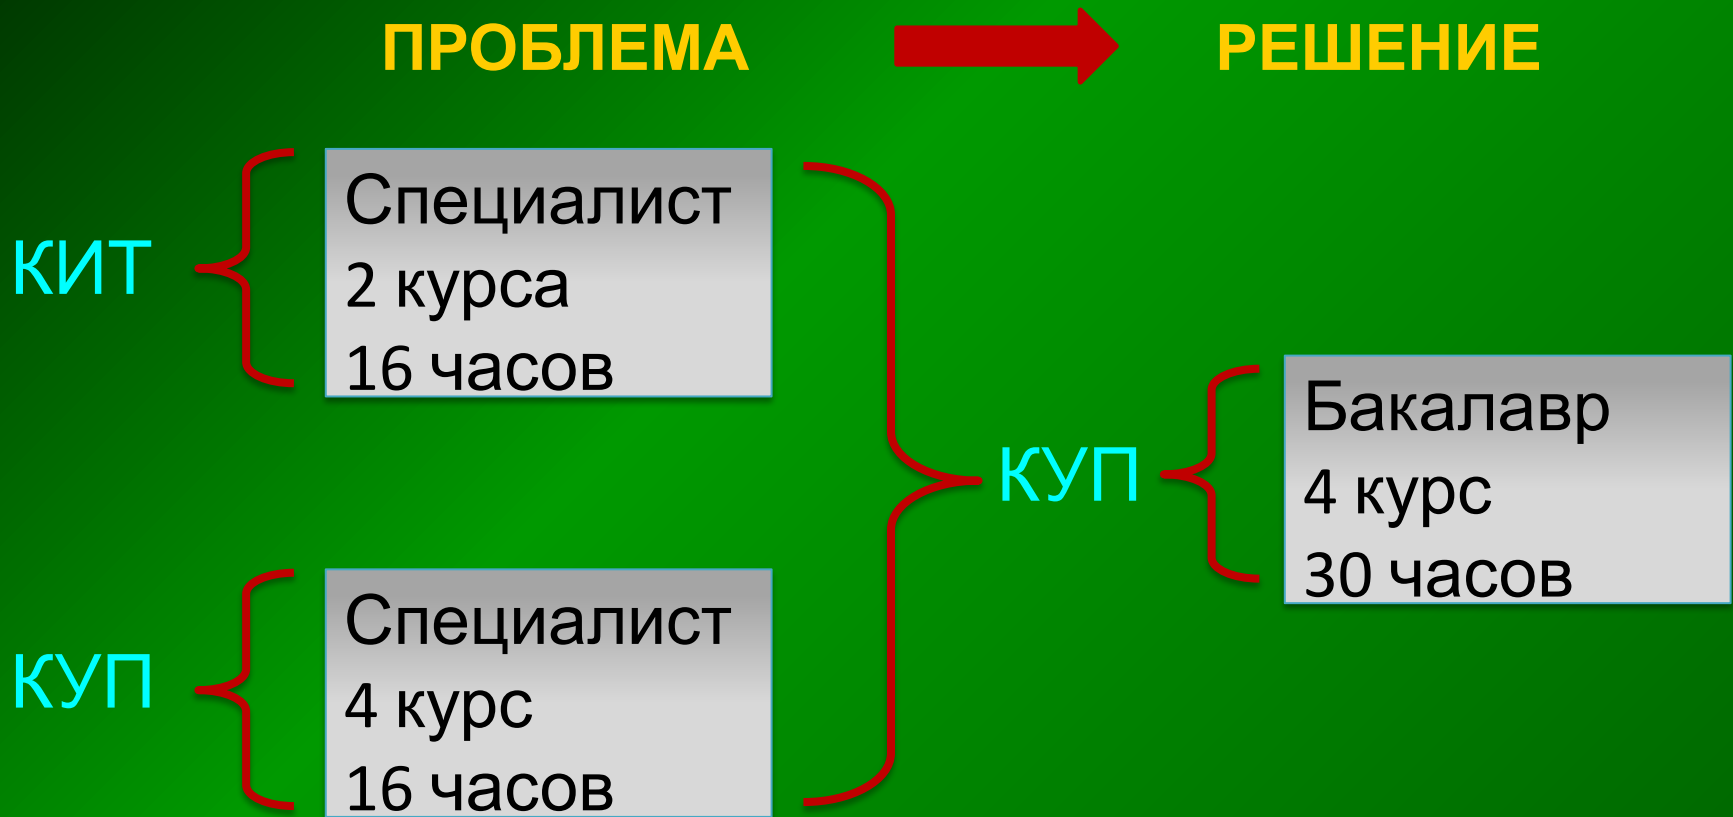 ПРОБЛЕМА
РЕШЕНИЕ
КИТ
Специалист
2 курса
16 часов
КУП
Специалист
4 курс
16 часов
КУП
Бакалавр
4 курс
30 часов